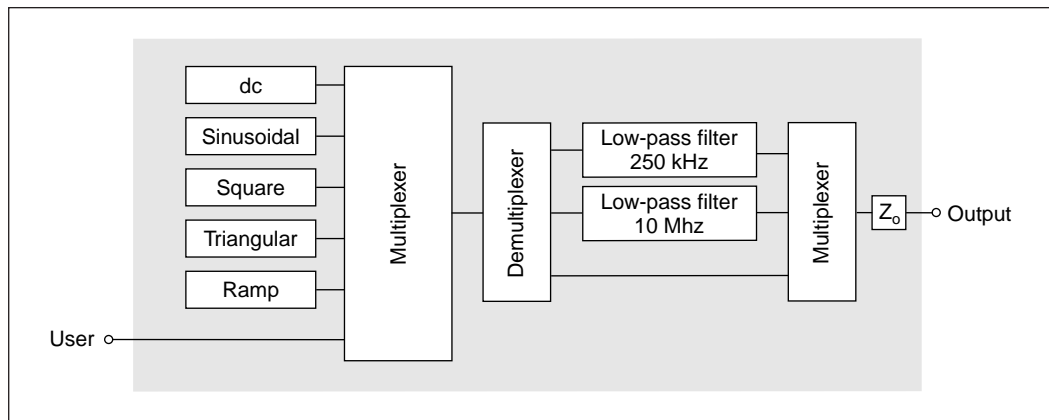 dc
Sinusoidal
Square
Triangular
Ramp
User
Multiplexer
Demultiplexer
Low-pass filter
250 kHz
Low-pass filter
10 Mhz
Multiplexer
Zo
Output